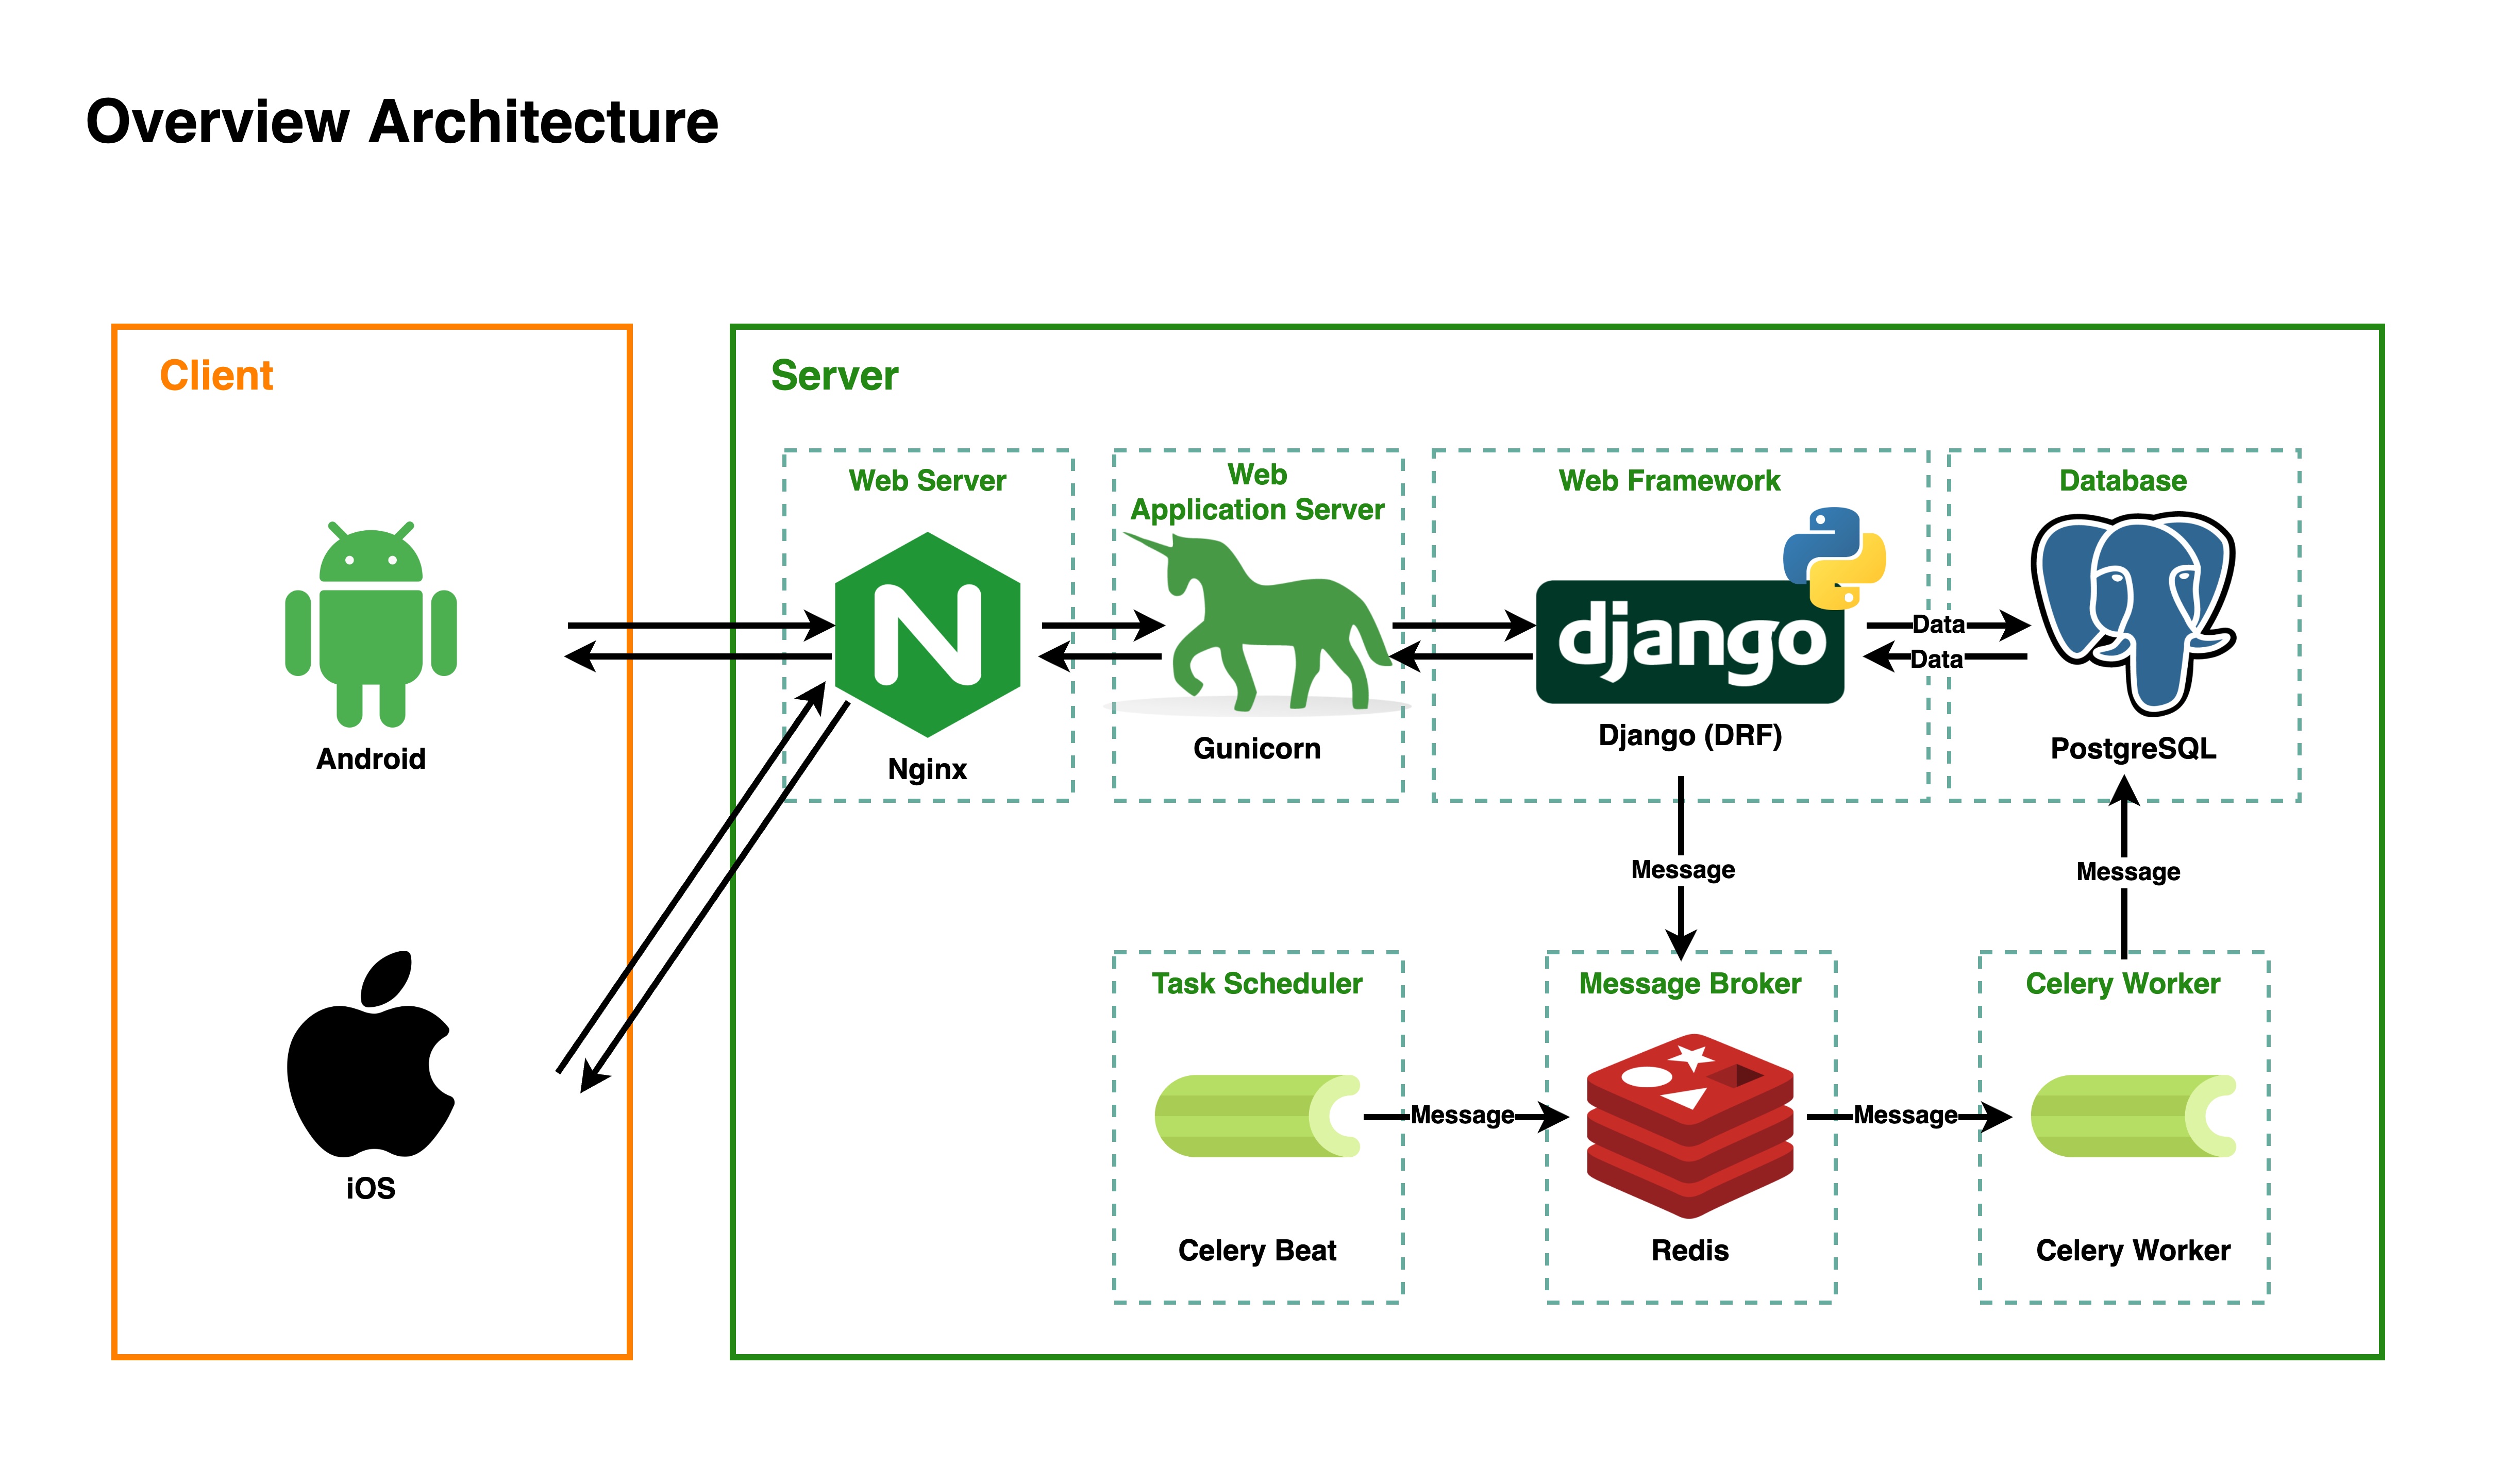 Overview Architecture
Client
Server
Web Server
Web
Application Server
Web Framework
Database
django
Data
Data
Android
Nginx
Gunicorn
Django (DRF)
PostgreSQL
Message
Message
Task Scheduler
Message Broker
Celery Worker
Message
Message
iOS
Celery Beat
Redis
Celery Worker